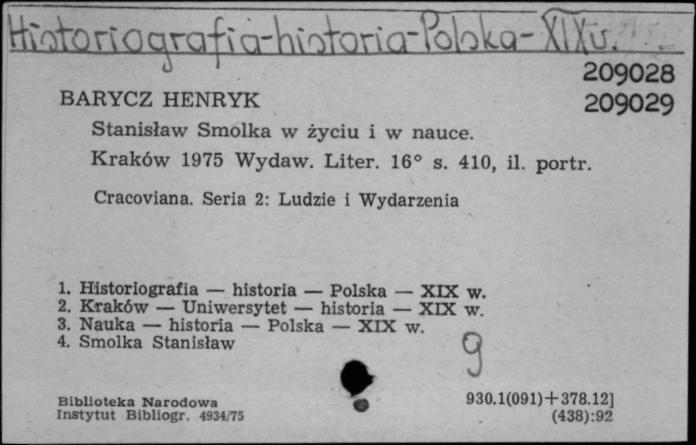 Historiografia-historia-Polska-XIXw.
209028
BARYCZ HENRYK
209029
Stanisław Smolka w życiu i w nauce.
Kraków 1975 Wydaw. Liter. 16° s. 410, il. portr.
Cracoviana. Seria 2: Ludzie i Wydarzenia
1. Historiografia — historia — Polska — XIX w.
2. Kraków — Uniwersytet — historia — XIX w.
3. Nauka — historia — Polska — XIX w.
4. Smolka Stanisław
g
Biblioteka Narodowa
930.1(091)+378.12]
Instytut Bibliogr. 4934/75
(438):92